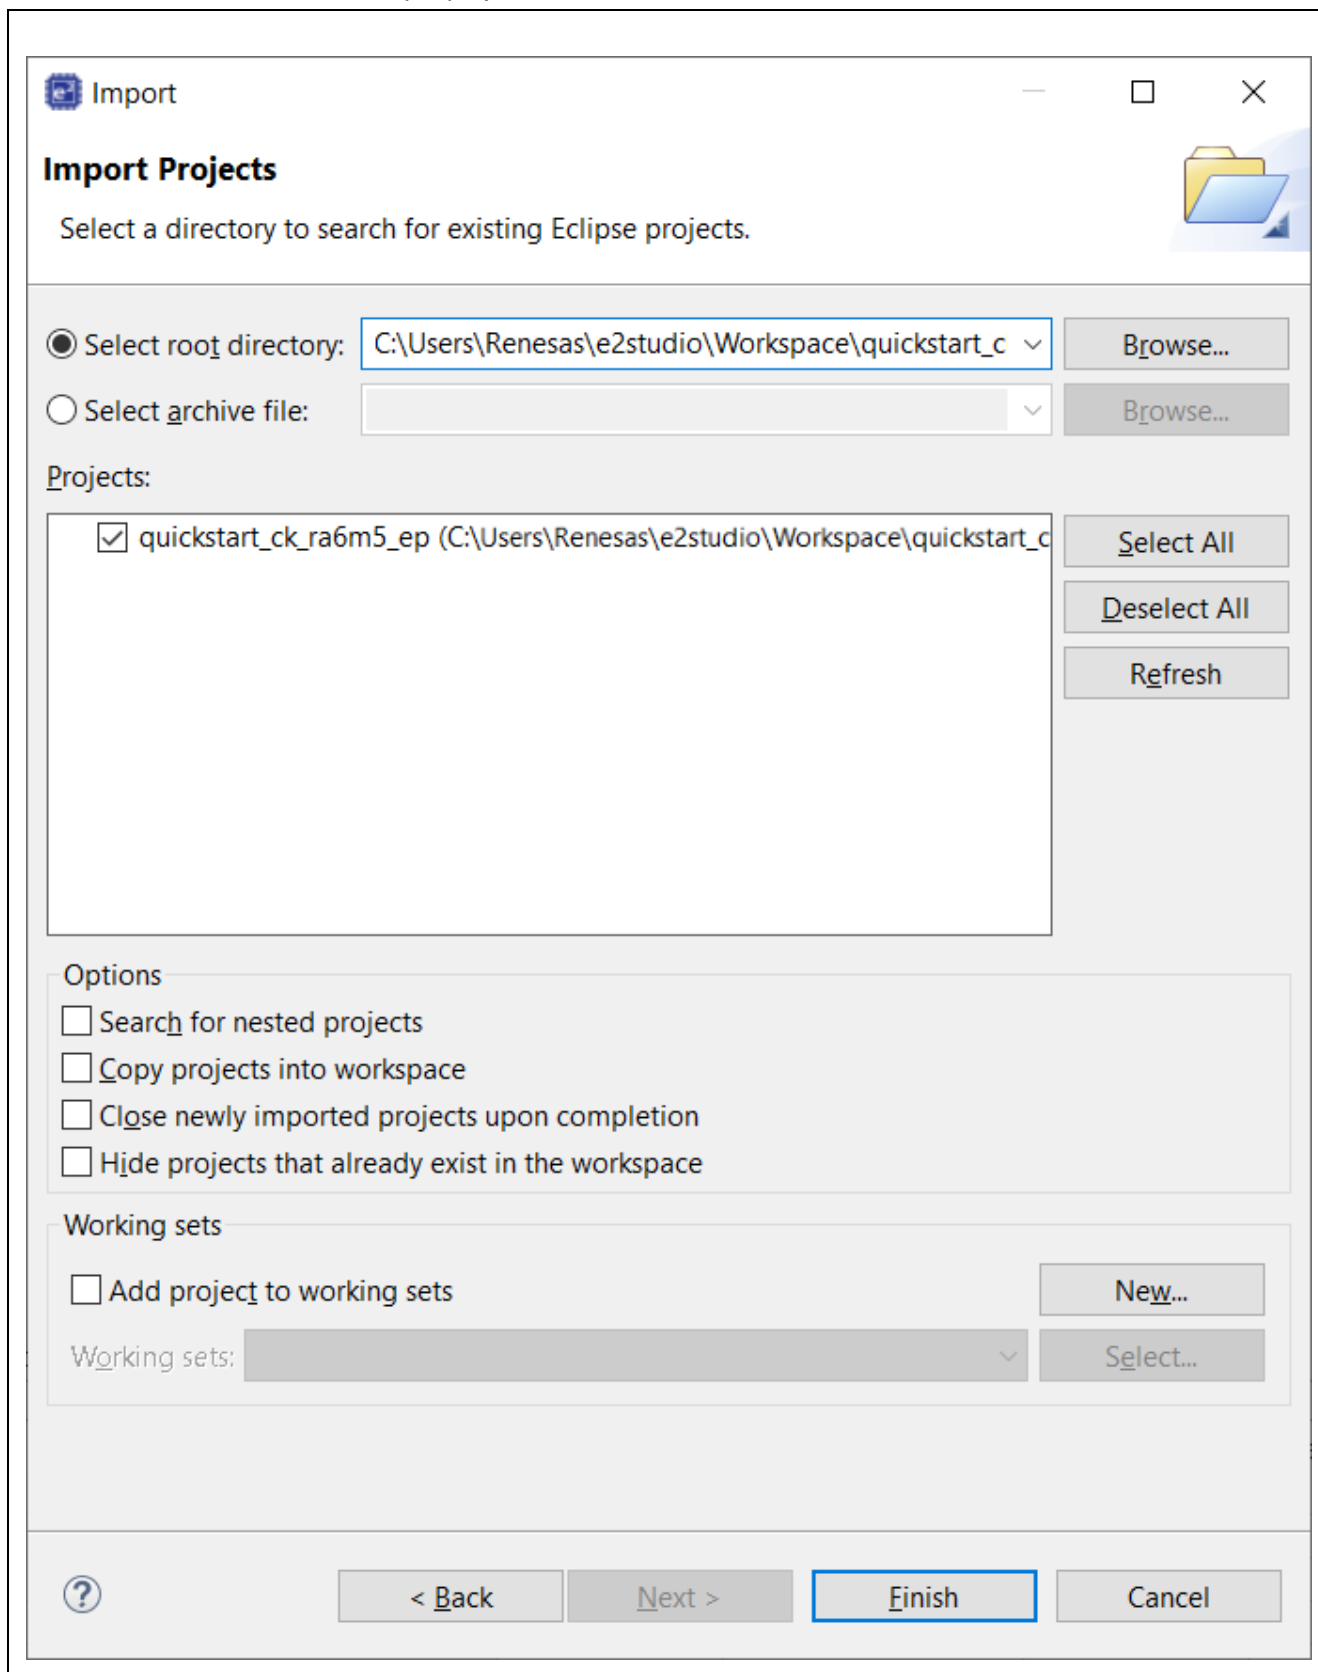 Import
Import Projects
Select a directory to search for existing Eclipse projects.
Select root directory: C:\Users\Renesas\e2studio\Workspace\quickstart_c Browse...
Select archive file: Browse...
Projects:
quickstart_ck_ra6m5_ep (C:\Users\Renesas\e2studio\Workspace\quickstart_c
Select All
Deselect All
Refresh
Options
Search for nested projects
Copy projects into workspace
Close newly imported projects upon completion
Hide projects that already exist in the workspace
Working sets
Add project to working sets New...
Working sets: Select...
? < Back Next > Finish Cancel